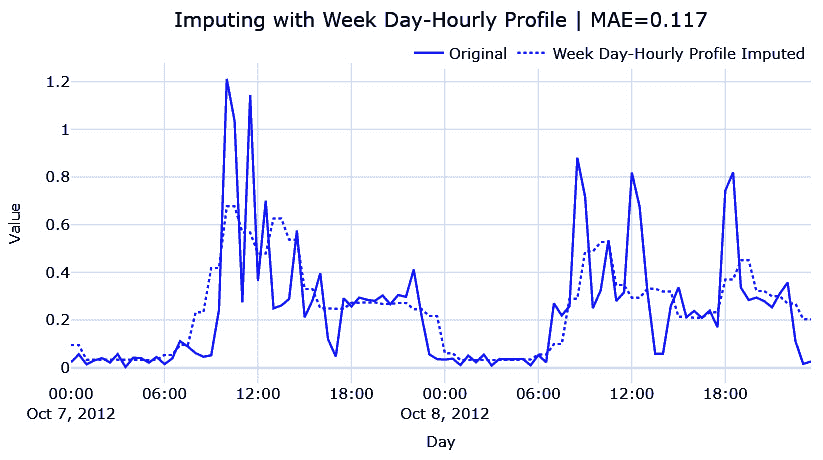 Imputing with Week Day-Hourly Profile | MAE=0.117
Original
Week Day-Hourly Profile Imputed
1.2
1
0.8
0.6
0.4
0.2
0
Value
00:00 06:00 12:00 18:00 00:00 06:00 12:00 18:00
Oct 7, 2012 Oct 8, 2012
Day